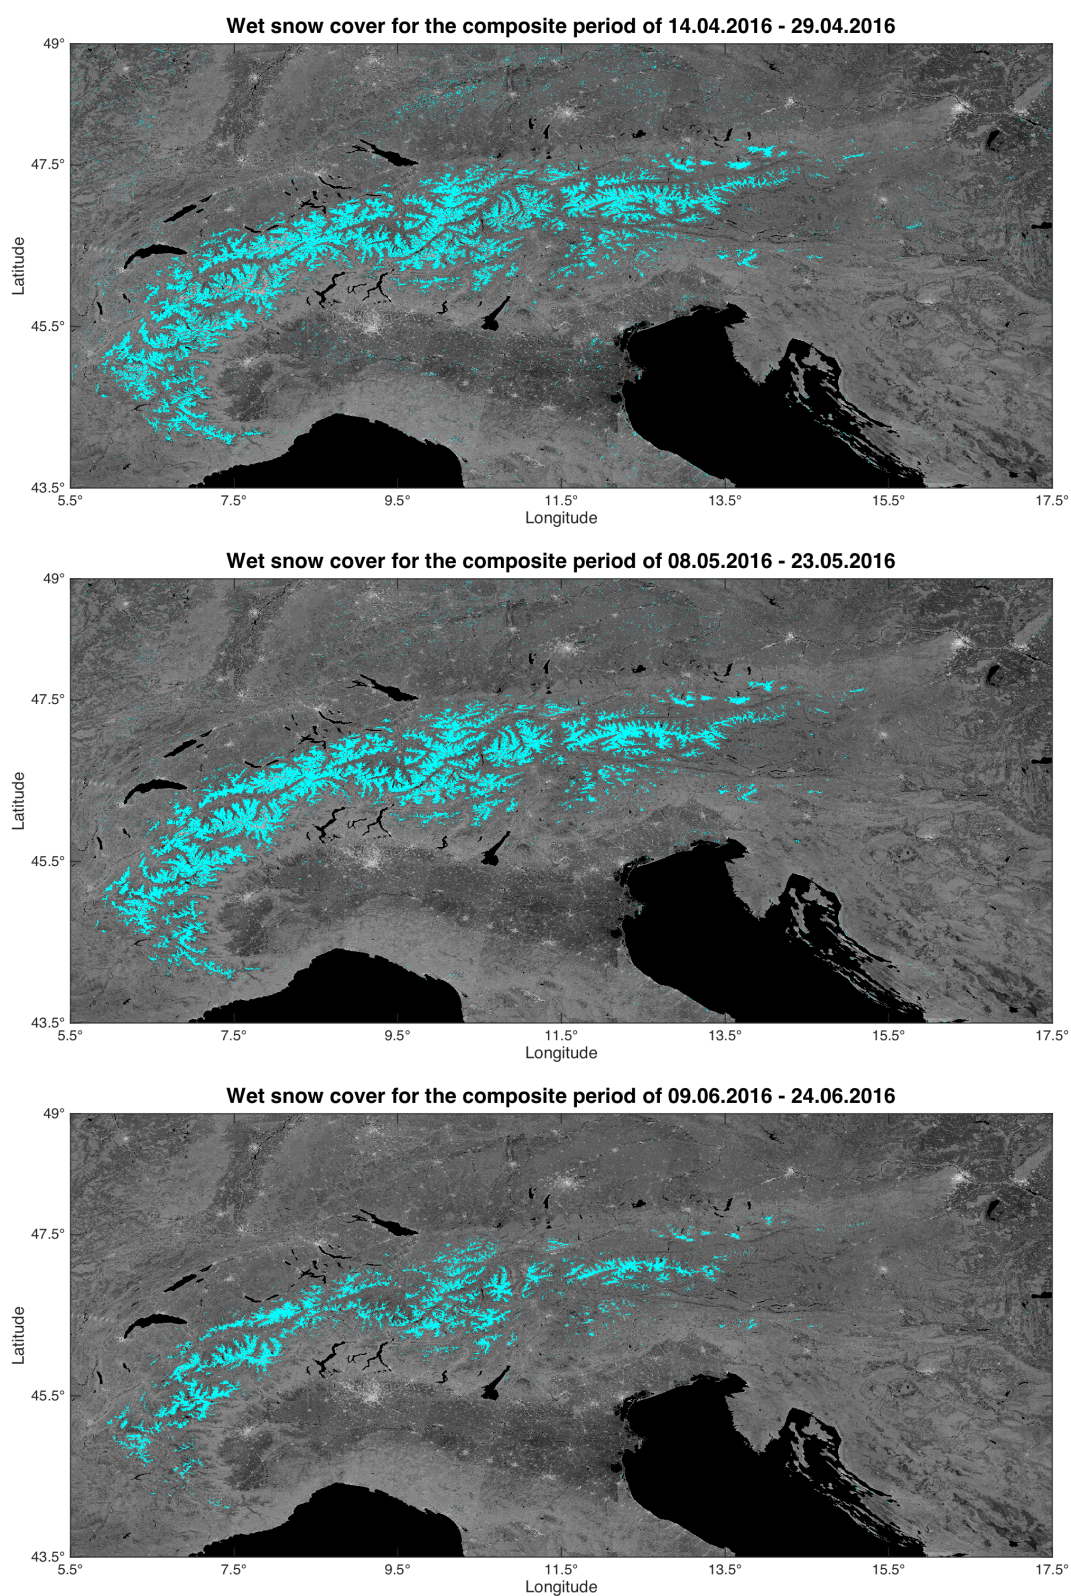 Wet snow cover for the composite period of 14.04.2016 - 29.04.2016
49°
47.5°
Latitude
45.5°
43.5°
5.5° 7.5° 9.5° 11.5° 13.5° 15.5° 17.5°
Longitude
Wet snow cover for the composite period of 08.05.2016 - 23.05.2016
49°
47.5°
Latitude
45.5°
43.5°
5.5° 7.5° 9.5° 11.5° 13.5° 15.5° 17.5°
Longitude
Wet snow cover for the composite period of 09.06.2016 - 24.06.2016
49°
47.5°
Latitude
45.5°
43.5°
5.5° 7.5° 9.5° 11.5° 13.5° 15.5° 17.5°
Longitude